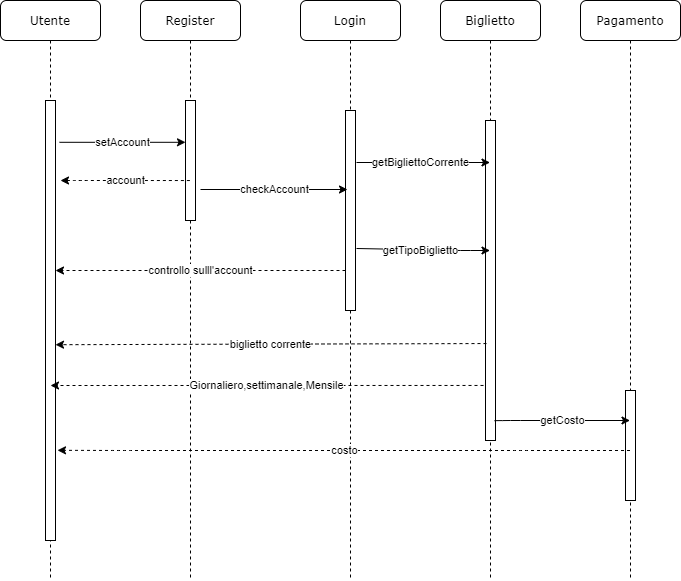 Utente
Register
Login
Biglietto
Pagamento
setAccount
getBigliettoCorrente
account
checkAccount
getTipoBiglietto
controllo sulll'account
biglietto corrente
Giornaliero,settimanale,Mensile
getCosto
costo